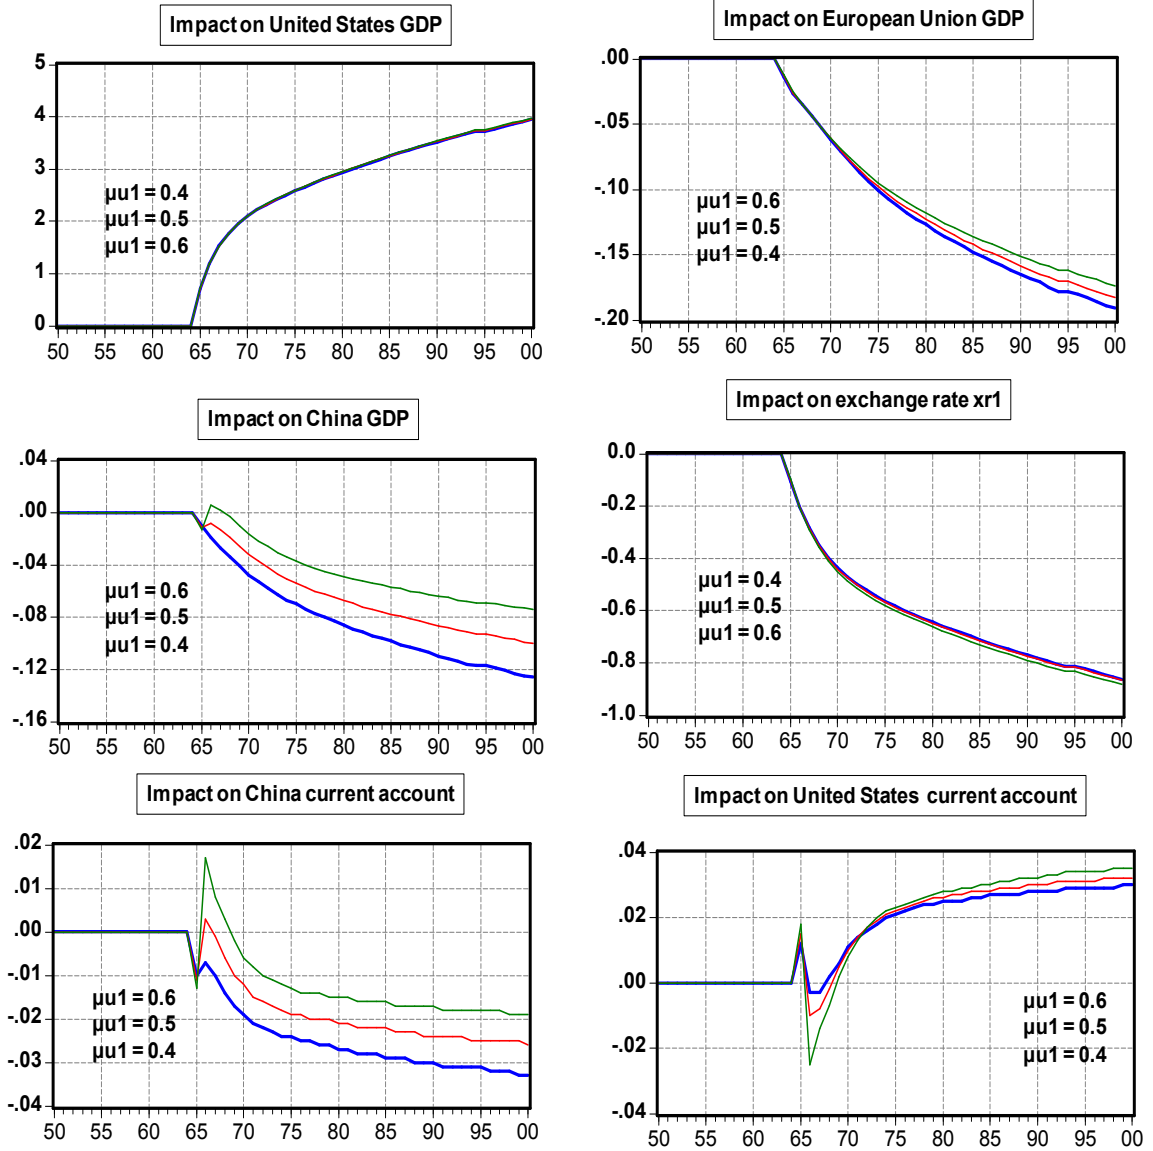 Impact on United States GDP
5
4
3
2
1
0
µu1 = 0.4
µu1 = 0.5
µu1 = 0.6
50 55 60 65 70 75 80 85 90 95 00
Impact on European Union GDP
.00
-.05
-.10
-.15
-.20
µu1 = 0.6
µu1 = 0.5
µu1 = 0.4
50 55 60 65 70 75 80 85 90 95 00
Impact on China GDP
.04
.00
-.04
-.08
-.12
-.16
µu1 = 0.6
µu1 = 0.5
µu1 = 0.4
50 55 60 65 70 75 80 85 90 95 00
Impact on exchange rate xr1
0.0
-0.2
-0.4
-0.6
-0.8
-1.0
µu1 = 0.4
µu1 = 0.5
µu1 = 0.6
50 55 60 65 70 75 80 85 90 95 00
Impact on China current account
.02
.01
.00
-.01
-.02
-.03
-.04
µu1 = 0.6
µu1 = 0.5
µu1 = 0.4
50 55 60 65 70 75 80 85 90 95 00
Impact on United States current account
.04
.02
.00
-.02
-.04
µu1 = 0.6
µu1 = 0.5
µu1 = 0.4
50 55 60 65 70 75 80 85 90 95 00